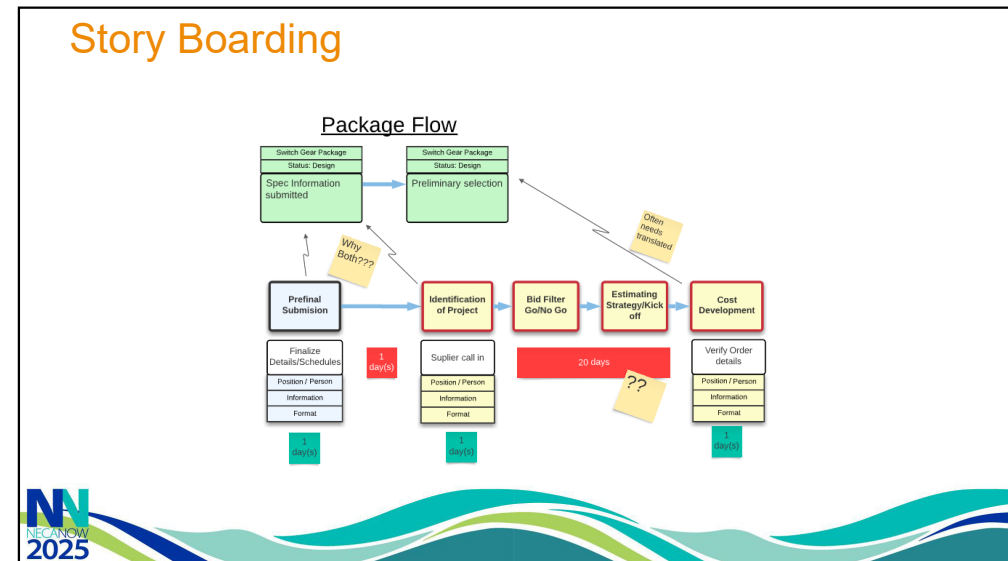 Story Boarding
Package Flow
Switch Gear Package
Status: Design
Spec Information
submitted
Switch Gear Package
Status: Design
Preliminary selection
Why
Both???
Often
needs
translated
Prefinal
Submision
Identification
of Project
Bid Filter
Go/No Go
Estimating
Strategy/Kick
off
Cost
Development
Finalize
Details/Schedules
Position / Person
Information
Format
1
day(s)
Suplier call in
Position / Person
Information
Format
20 days
??
Verify Order
details
Position / Person
Information
Format
1
day(s)
1
day(s)
1
day(s)
NN
NECANOW
2025